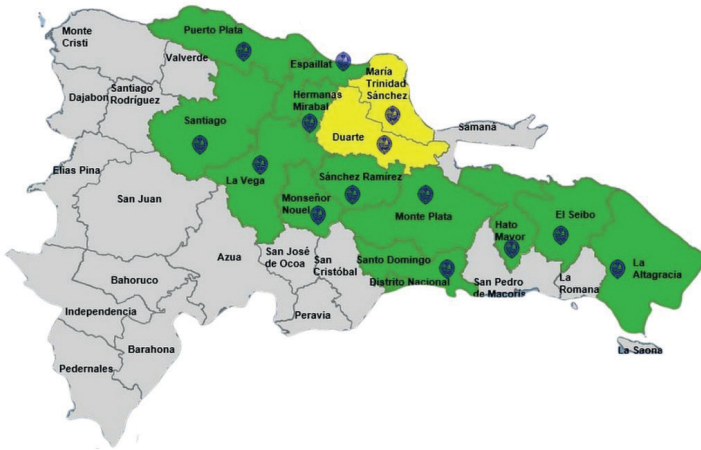 Puerto Plata
Monte
Cristi
Valverde
Espaillat
María
Trinidad
Sánchez
Dajabon
Santiago
Rodríguez
Hermanas
Mirabal
Santiago
Duarte
Samaná
Elias Pina
La Vega
Sánchez Ramírez
San Juan
Monseñor
Nouel
Monte Plata
El Seibo
Hato
Mayor
Azua
San José
de Ocoa
San
Cristóbal
Santo Domingo
La
Altagracia
Bahoruco
Distrito Nacional
San Pedro
de Macoris
La
Romana
Independencia
Peravia
Barahona
La Saona
Pedernales